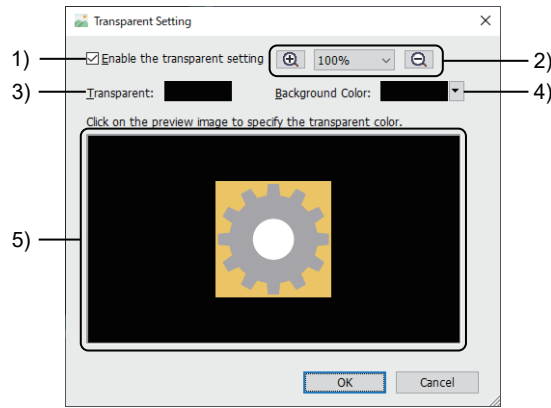 Transparent Setting
1) Enable the transparent setting 100% 2)
3) Transparent: Background Color: 4)
Click on the preview image to specify the transparent color.
5)
OK Cancel